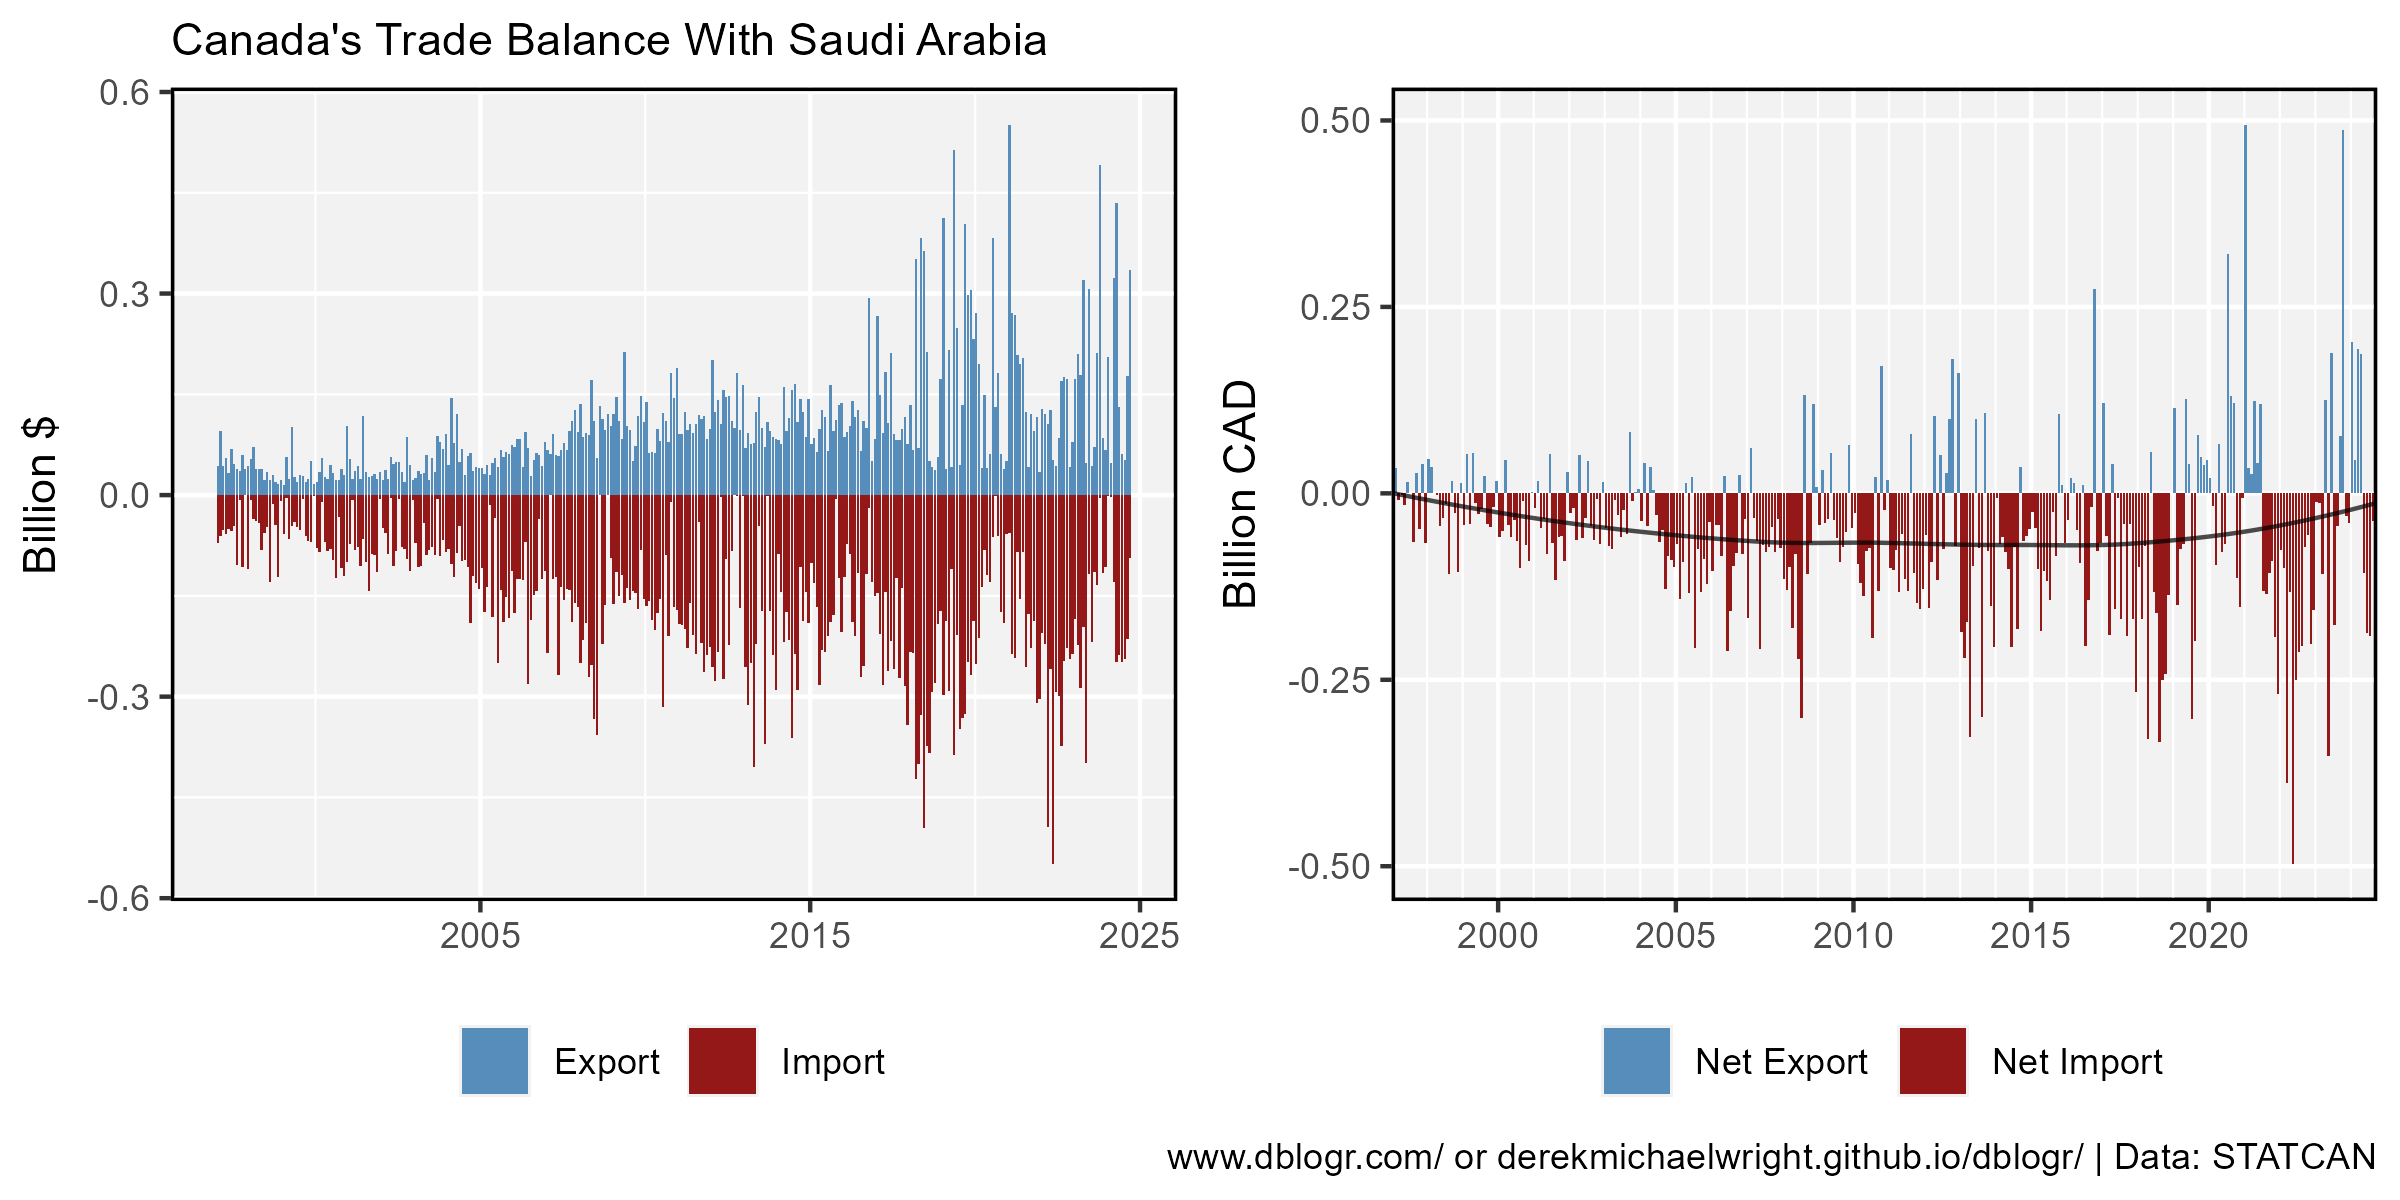 Canada's Trade Balance With Saudi Arabia
Billion $
0.6
0.3
0.0
-0.3
-0.6
2005 2015 2025
Export Import
Billion CAD
0.50
0.25
0.00
-0.25
-0.50
2000 2005 2010 2015 2020
Net Export Net Import
www.dblogr.com/ or derekmichaelwright.github.io/dblogr/ | Data: STATCAN